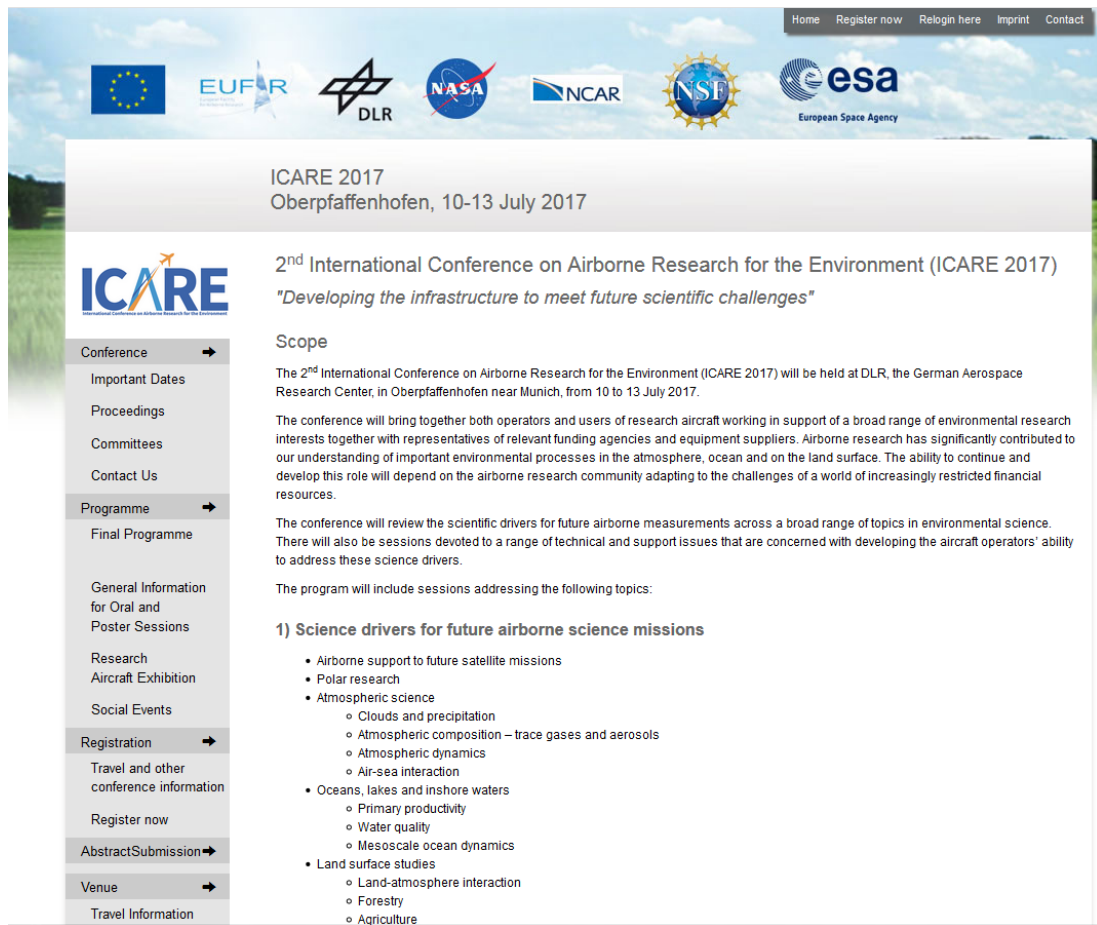 Home Register now Relogin here Imprint Contact
EUFAR
DLR
NASA
NCAR
NSF
esa
European Space Agency
ICARE 2017
Oberpfaffenhofen, 10-13 July 2017
ICARE
International Conference on Airborne Research for the Environment
Conference
Important Dates
Proceedings
Committees
Contact Us
Programme
Final Programme
General Information
for Oral and
Poster Sessions
Research
Aircraft Exhibition
Social Events
Registration
Travel and other
conference information
Register now
AbstractSubmission
Venue
Travel Information
2nd International Conference on Airborne Research for the Environment (ICARE 2017)
"Developing the infrastructure to meet future scientific challenges"
Scope
The 2nd International Conference on Airborne Research for the Environment (ICARE 2017) will be held at DLR, the German Aerospace
Research Center, in Oberpfaffenhofen near Munich, from 10 to 13 July 2017.
The conference will bring together both operators and users of research aircraft working in support of a broad range of environmental research
interests together with representatives of relevant funding agencies and equipment suppliers. Airborne research has significantly contributed to
our understanding of important environmental processes in the atmosphere, ocean and on the land surface. The ability to continue and
develop this role will depend on the airborne research community adapting to the challenges of a world of increasingly restricted financial
resources.
The conference will review the scientific drivers for future airborne measurements across a broad range of topics in environmental science.
There will also be sessions devoted to a range of technical and support issues that are concerned with developing the aircraft operators' ability
to address these science drivers.
The program will include sessions addressing the following topics:
1) Science drivers for future airborne science missions
• Airborne support to future satellite missions
• Polar research
• Atmospheric science
o Clouds and precipitation
o Atmospheric composition – trace gases and aerosols
o Atmospheric dynamics
o Air-sea interaction
• Oceans, lakes and inshore waters
o Primary productivity
o Water quality
o Mesoscale ocean dynamics
• Land surface studies
o Land-atmosphere interaction
o Forestry
o Agriculture